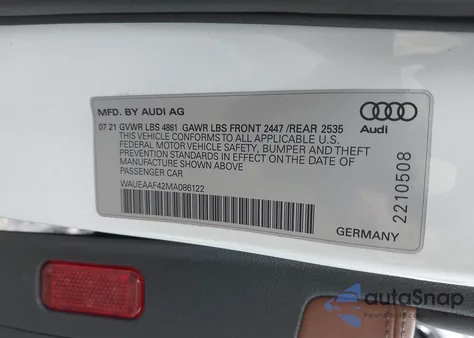 MFD. BY AUDI AG
07 21 GVWR LBS 4861 GAWR LBS FRONT 2447 /REAR 2535
THIS VEHICLE CONFORMS TO ALL APPLICABLE U.S.
FEDERAL MOTOR VEHICLE SAFETY, BUMPER AND THEFT
PREVENTION STANDARDS IN EFFECT ON THE DATE OF
MANUFACTURE SHOWN ABOVE
PASSENGER CAR
WAUEAAF42MA086122
Audi
2210508
GERMANY
autoSnap